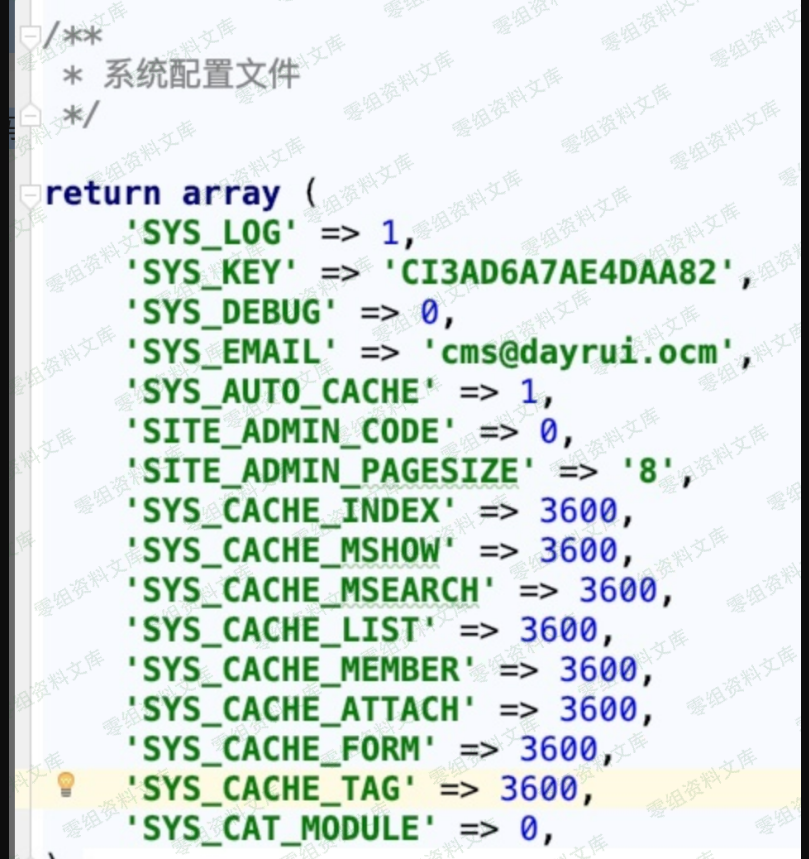 /**
* 系统配置文件
*/
return array (
'SYS_LOG' => 1,
'SYS_KEY' => 'CI3AD6A7AE4DAA82',
'SYS_DEBUG' => 0,
'SYS_EMAIL' => 'cms@dayrui.ocm',
'SYS_AUTO_CACHE' => 1,
'SITE_ADMIN_CODE' => 0,
'SITE_ADMIN_PAGESIZE' => '8',
'SYS_CACHE_INDEX' => 3600,
'SYS_CACHE_MSHOW' => 3600,
'SYS_CACHE_MSEARCH' => 3600,
'SYS_CACHE_LIST' => 3600,
'SYS_CACHE_MEMBER' => 3600,
'SYS_CACHE_ATTACH' => 3600,
'SYS_CACHE_FORM' => 3600,
'SYS_CACHE_TAG' => 3600,
'SYS_CAT_MODULE' => 0,
零组资料文库